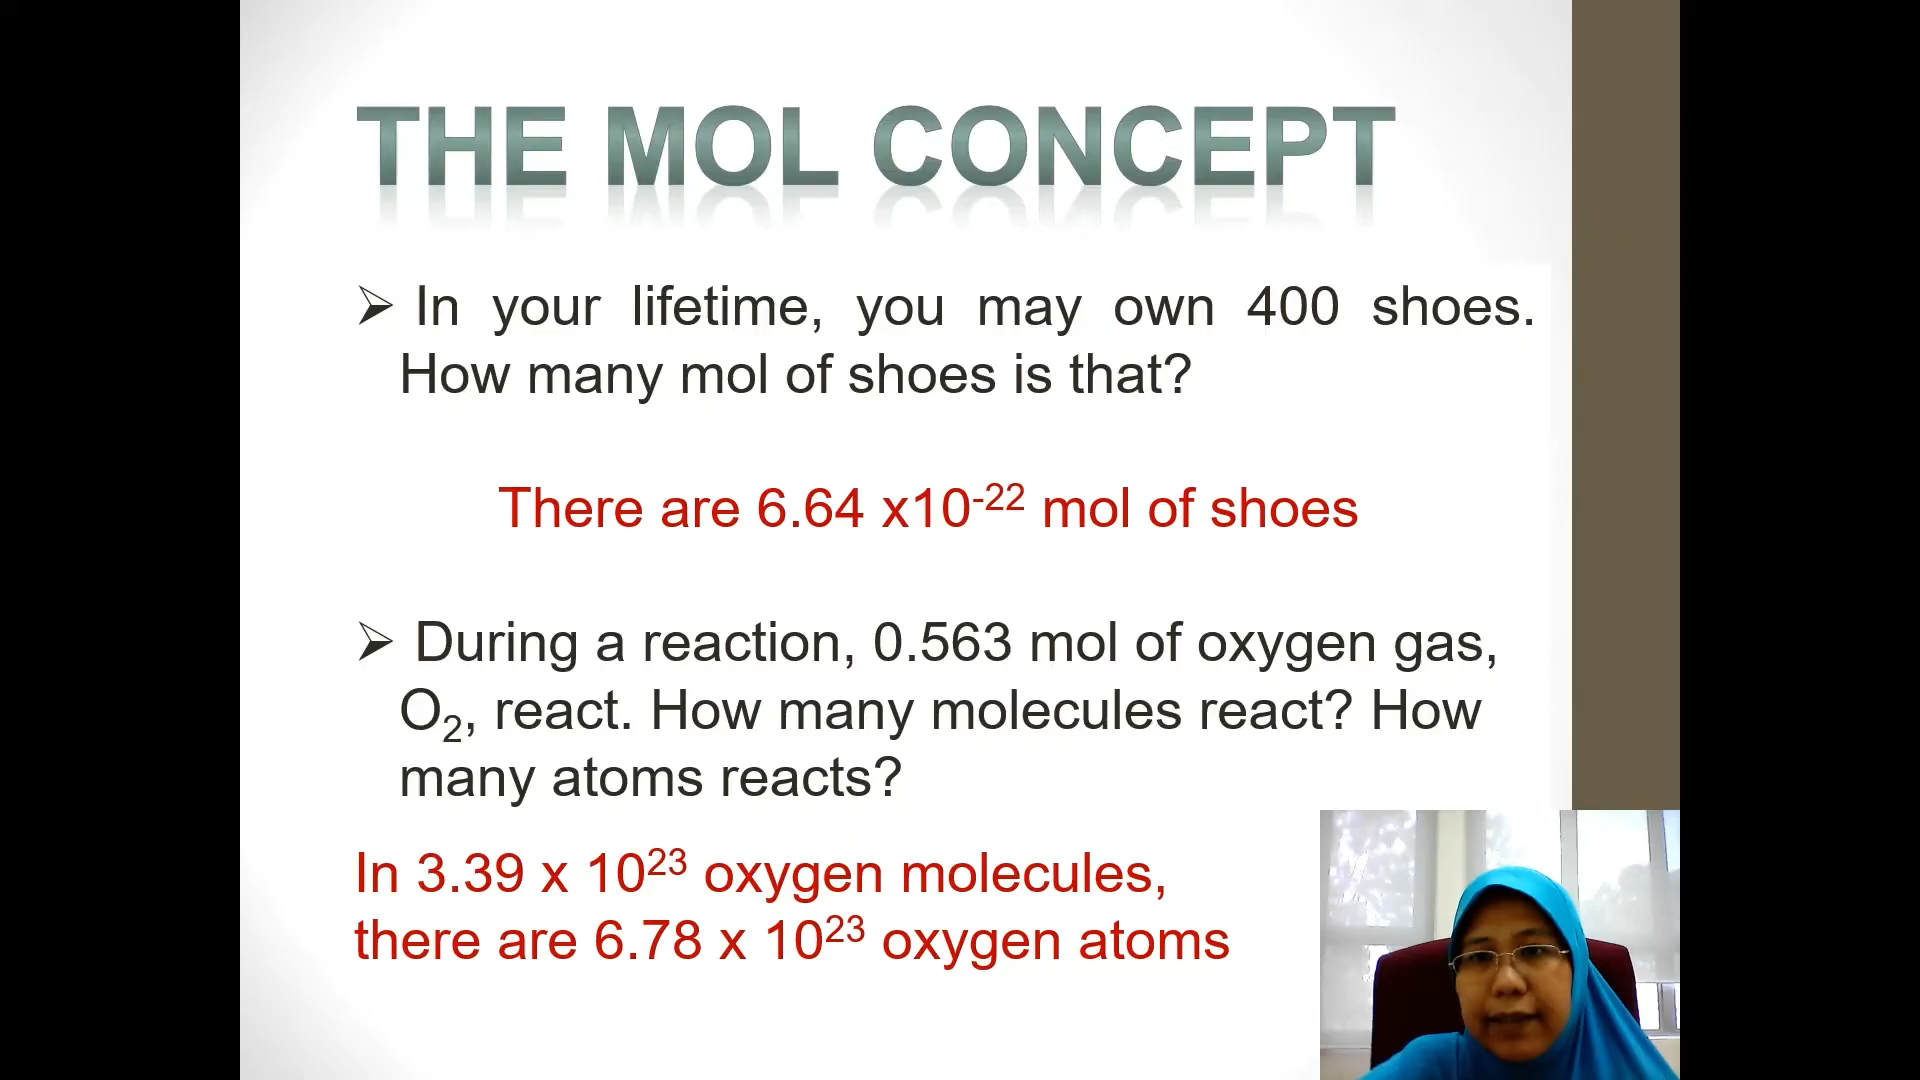 THE MOL CONCEPT
➢ In your lifetime, you may own 400 shoes.
How many mol of shoes is that?
There are 6.64 x10⁻²² mol of shoes
➢ During a reaction, 0.563 mol of oxygen gas,
O₂, react. How many molecules react? How
many atoms reacts?
In 3.39 x 10²³ oxygen molecules,
there are 6.78 x 10²³ oxygen atoms